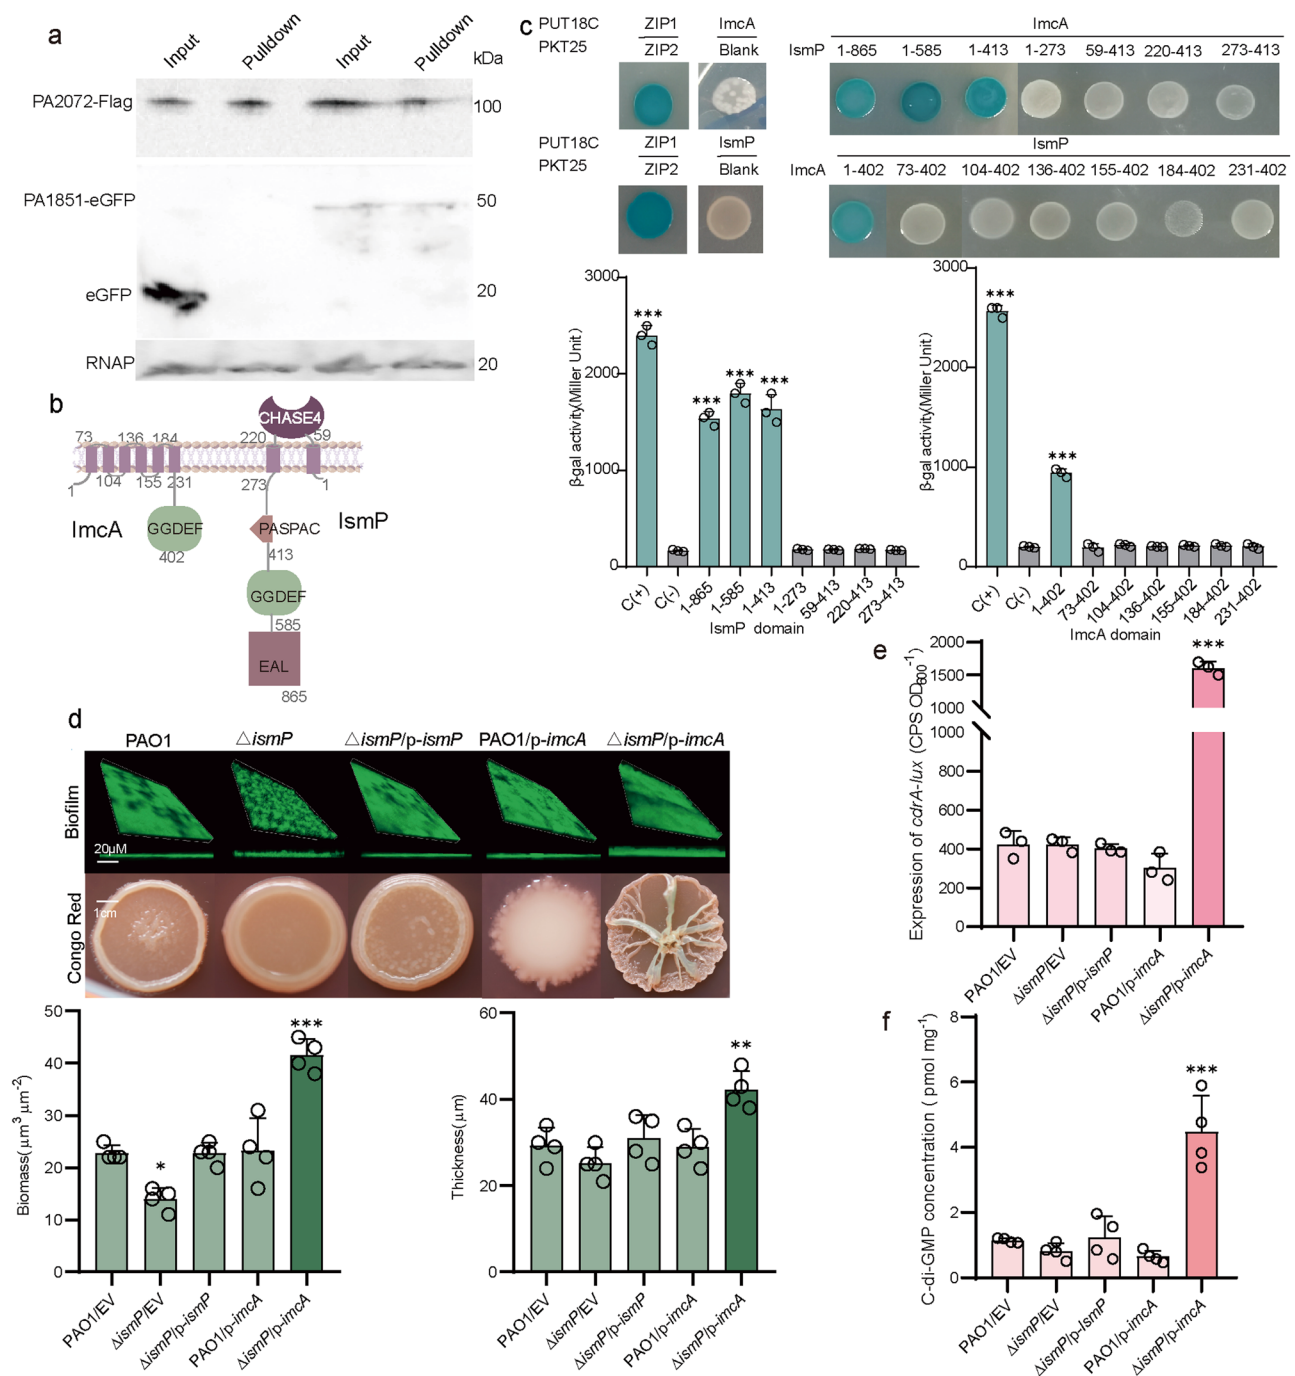 a
Input
Pulldown
Input
Pulldown
kDa
PA2072-Flag
100
PA1851-eGFP
50
eGFP
20
RNAP
20
b
73
136
184
220
CHASE4
59
1
104
155
231
273
1
ImcA
GGDEF
402
PASPAC
IsmP
413
GGDEF
585
EAL
865
c
PUT18C ZIP1 ImcA ImcA
PKT25 ZIP2 Blank IsmP 1-865 1-585 1-413 1-273 59-413 220-413 273-413
PUT18C ZIP1 IsmP IsmP
PKT25 ZIP2 Blank ImcA 1-402 73-402 104-402 136-402 155-402 184-402 231-402
β-gal activity(Miller Unit)
3000
2000
1000
0
***
***
***
***
C(+)
C(-)
1-865
1-585
1-413
1-273
59-413
220-413
273-413
IsmP domain
β-gal activity(Miller Unit)
3000
2000
1000
0
***
***
C(+)
C(-)
1-402
73-402
104-402
136-402
155-402
184-402
231-402
ImcA domain
d
PAO1 △ismP △ismP/p-ismP PAO1/p-imcA △ismP/p-imcA
Biofilm
20μM
Congo Red
1cm
Biomass(μm³ μm⁻²)
50
40
30
20
10
0
*
***
PAO1/EV
ΔismP/EV
ΔismP/p-ismP
PAO1/p-imcA
ΔismP/p-imcA
Thickness(μm)
60
40
20
0
**
PAO1/EV
ΔismP/EV
ΔismP/p-ismP
PAO1/p-imcA
ΔismP/p-imcA
e
Expression of cdrA-lux (CPS OD600⁻¹)
2000
1500
1000
1000
800
600
400
200
0
***
PAO1/EV
ΔismP/EV
ΔismP/p-ismP
PAO1/p-imcA
ΔismP/p-imcA
f
C-di-GMP concentration ( pmol mg⁻¹)
8
6
4
2
0
***
PAO1/EV
ΔismP/EV
ΔismP/p-IsmP
PAO1/p-imcA
ΔismP/p-imcA